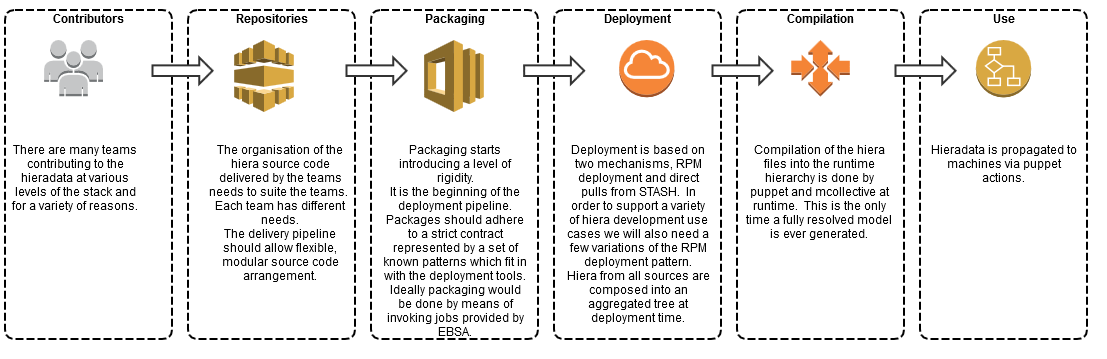 Contributors
There are many teams
contributing to the
hieradata at various
levels of the stack and
for a variety of reasons.
Repositories
The organisation of the
hiera source code
delivered by the teams
needs to suite the teams.
Each team has different
needs.
The delivery pipeline
should allow flexible,
modular source code
arrangement.
Packaging
Packaging starts
introducing a level of
rigidity.
It is the beginning of the
deployment pipeline.
Packages should adhere
to a strict contract
represented by a set of
known patterns which fit in
with the deployment tools.
Ideally packaging would
be done by means of
invoking jobs provided by
EBSA.
Deployment
Deployment is based on
two mechanisms, RPM
deployment and direct
pulls from STASH.  In
order to support a variety
of hiera development use
cases we will also need a
few variations of the RPM
deployment pattern.
Hiera from all sources are
composed into an
aggregated tree at
deployment time.
Compilation
Compilation of the hiera
files into the runtime
hierarchy is done by
puppet and mcollective at
runtime.  This is the only
time a fully resolved model
is ever generated.
Use
Hieradata is propagated to
machines via puppet
actions.